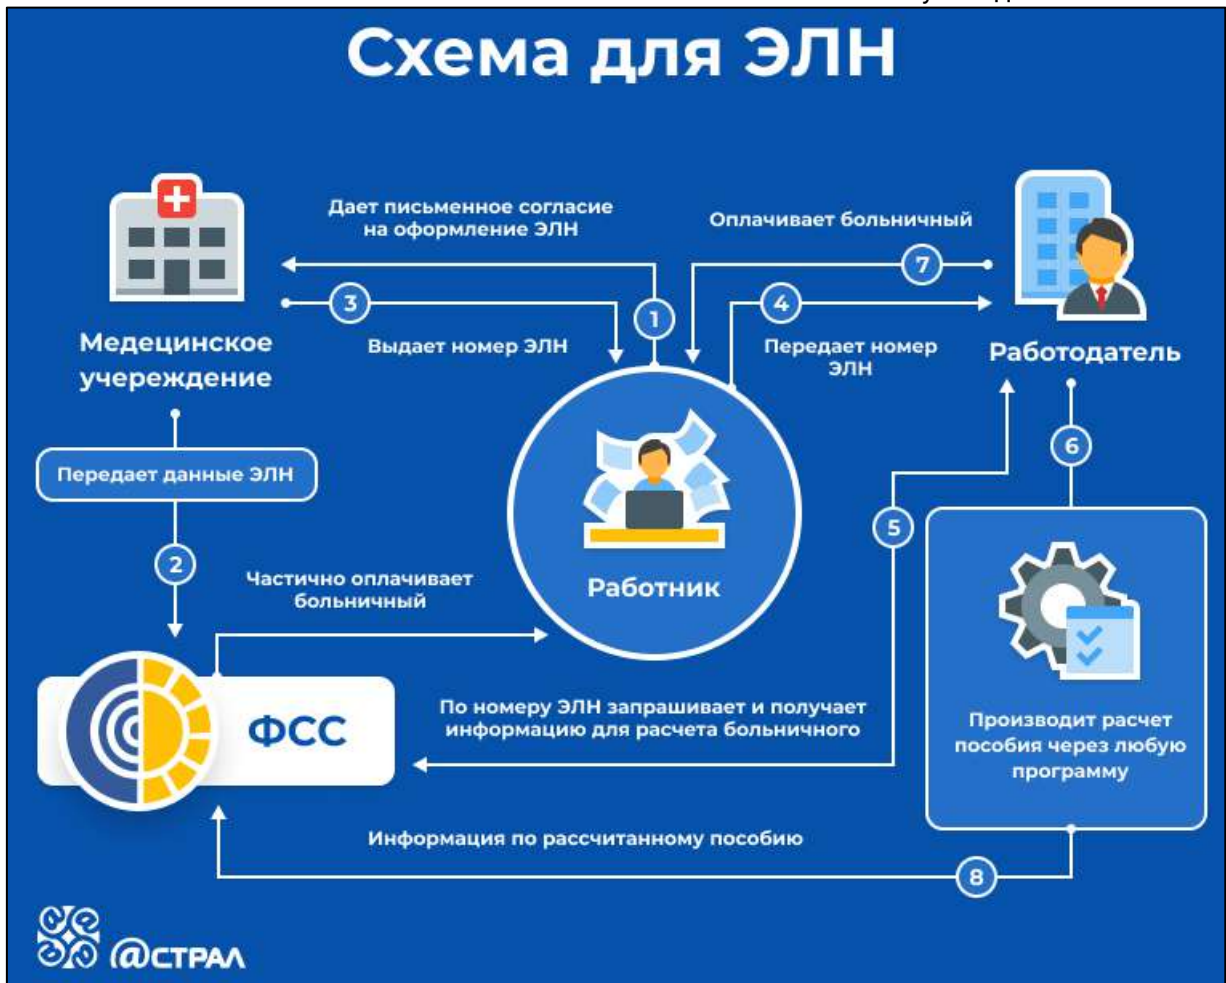 Схема для ЭЛН
Дает письменное согласие
на оформление ЭЛН
Оплачивает больничный
7
3
1
4
Выдает номер ЭЛН
Передает номер
ЭЛН
Медецинское
учереждение
Работодатель
6
Передает данные ЭЛН
5
2
Частично оплачивает
больничный
Работник
ФСС
По номеру ЭЛН запрашивает и получает
информацию для расчета больничного
Производит расчет
пособия через любую
программу
Информация по рассчитанному пособию
8
@СТРАЛ